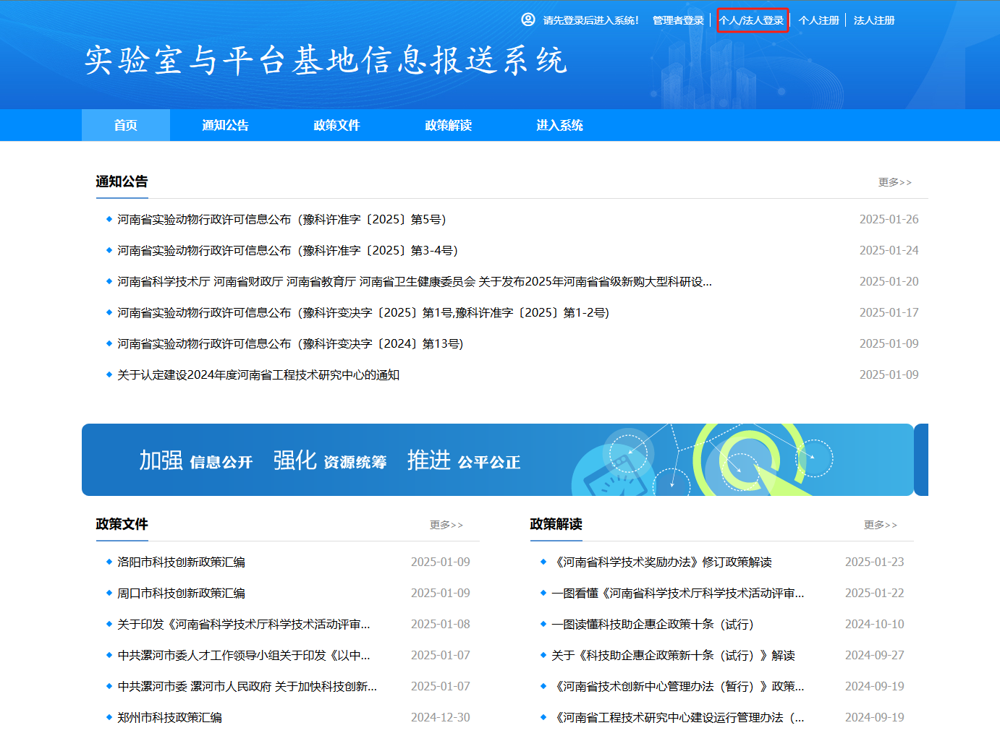 请先登录后进入系统! 管理者登录 个人/法人登录 个人注册 法人注册
实验室与平台基地信息报送系统
首页 通知公告 政策文件 政策解读 进入系统
通知公告 更多>>
河南省实验动物行政许可信息公布（豫科许准字〔2025〕第5号） 2025-01-26
河南省实验动物行政许可信息公布（豫科许准字〔2025〕第3-4号） 2025-01-24
河南省科学技术厅 河南省财政厅 河南省教育厅 河南省卫生健康委员会 关于发布2025年河南省省级新购大型科研设... 2025-01-20
河南省实验动物行政许可信息公布（豫科许变决字〔2025〕第1号,豫科许准字〔2025〕第1-2号) 2025-01-17
河南省实验动物行政许可信息公布（豫科许变决字〔2024〕第13号) 2025-01-09
关于认定建设2024年度河南省工程技术研究中心的通知 2025-01-09
加强 信息公开 强化 资源统筹 推进 公平公正
政策文件 更多>>
洛阳市科技创新政策汇编 2025-01-09
周口市科技创新政策汇编 2025-01-09
关于印发《河南省科学技术厅科学技术活动评审... 2025-01-08
中共漯河市委人才工作领导小组关于印发《以中... 2025-01-07
中共漯河市委 漯河市人民政府 关于加快科技创新... 2025-01-07
郑州市科技政策汇编 2024-12-30
政策解读 更多>>
《河南省科学技术奖励办法》修订政策解读 2025-01-23
一图看懂《河南省科学技术厅科学技术活动评审... 2025-01-22
一图读懂科技助企惠企政策十条（试行） 2024-10-10
关于《科技助企惠企政策新十条（试行）》解读 2024-09-27
《河南省技术创新中心管理办法（暂行）》政策... 2024-09-19
《河南省工程技术研究中心建设运行管理办法（... 2024-09-19